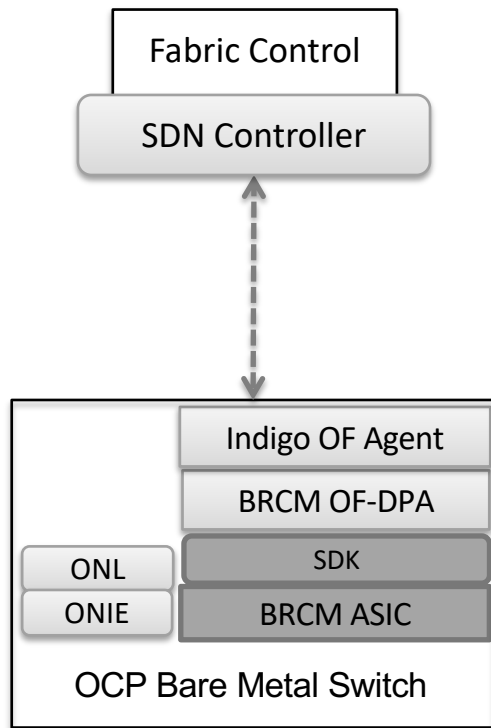 Fabric Control
SDN Controller
Indigo OF Agent
BRCM OF-DPA
SDK
ONL
ONIE
BRCM ASIC
OCP Bare Metal Switch